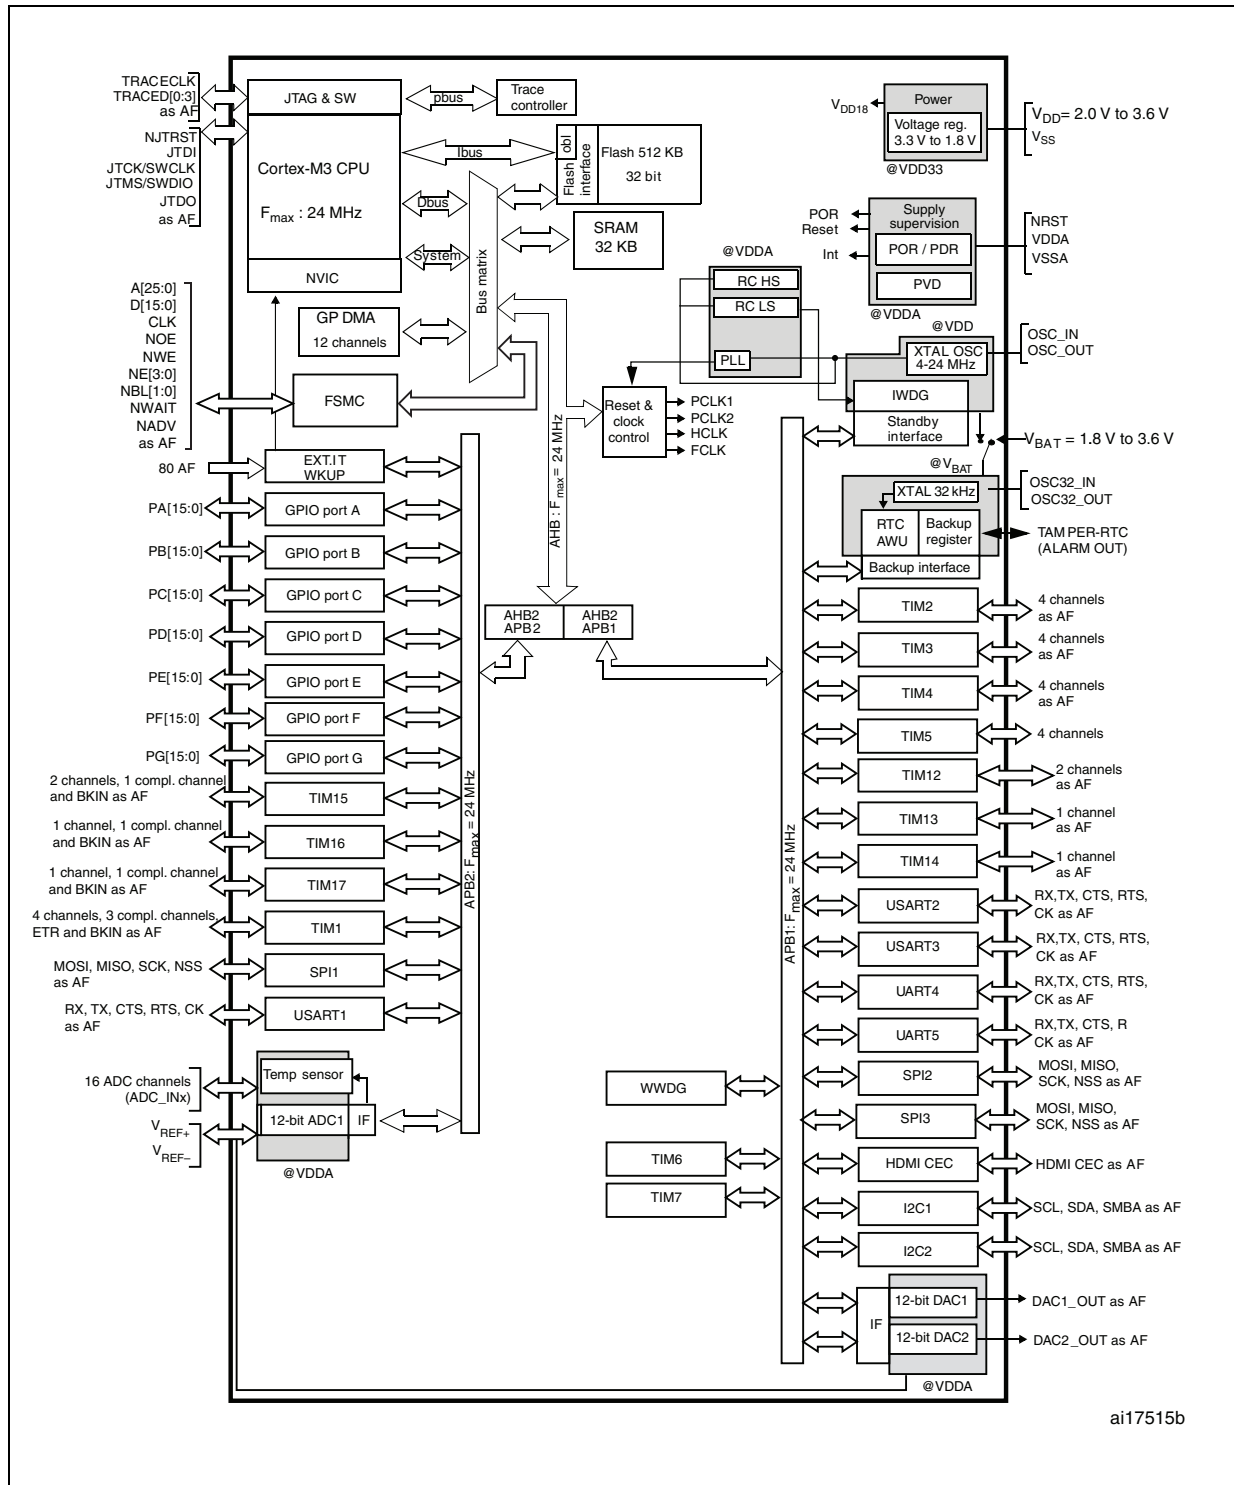 TRACECLK
TRACED[0:3]
as AF
NJTRST
JTDI
JTCK/SWCLK
JTMS/SWDIO
JTDO
as AF
JTAG & SW
pbus
Trace
controller
Cortex-M3 CPU
Fmax : 24 MHz
NVIC
Ibus
Dbus
System
Flash obl
interface
Flash 512 KB
32 bit
SRAM
32 KB
Bus matrix
GP DMA
12 channels
FSMC
A[25:0]
D[15:0]
CLK
NOE
NWE
NE[3:0]
NBL[1:0]
NWAIT
NADV
as AF
VDD18
Power
Voltage reg.
3.3 V to 1.8 V
@VDD33
VDD= 2.0 V to 3.6 V
VSS
POR
Reset
Int
Supply
supervision
POR / PDR
PVD
@VDDA
NRST
VDDA
VSSA
@VDDA
RC HS
RC LS
PLL
@VDD
XTAL OSC
4-24 MHz
OSC_IN
OSC_OUT
IWDG
Standby
interface
Reset &
clock
control
PCLK1
PCLK2
HCLK
FCLK
VBAT = 1.8 V to 3.6 V
@VBAT
XTAL 32 kHz
OSC32_IN
OSC32_OUT
RTC
AWU
Backup
register
Backup interface
TAMPER-RTC
(ALARM OUT)
AHB : Fmax = 24 MHz
AHB2
APB2
AHB2
APB1
80 AF
EXT.IT
WKUP
PA[15:0]
GPIO port A
PB[15:0]
GPIO port B
PC[15:0]
GPIO port C
PD[15:0]
GPIO port D
PE[15:0]
GPIO port E
PF[15:0]
GPIO port F
PG[15:0]
GPIO port G
2 channels, 1 compl. channel
and BKIN as AF
TIM15
1 channel, 1 compl. channel
and BKIN as AF
TIM16
1 channel, 1 compl. channel
and BKIN as AF
TIM17
4 channels, 3 compl. channels,
ETR and BKIN as AF
TIM1
MOSI, MISO, SCK, NSS
as AF
SPI1
RX, TX, CTS, RTS, CK
as AF
USART1
APB2: Fmax = 24 MHz
16 ADC channels
(ADC_INx)
VREF+
VREF–
Temp sensor
12-bit ADC1
IF
@VDDA
WWDG
TIM6
TIM7
APB1: Fmax = 24 MHz
TIM2
4 channels
as AF
TIM3
4 channels
as AF
TIM4
4 channels
as AF
TIM5
4 channels
TIM12
2 channels
as AF
TIM13
1 channel
as AF
TIM14
1 channel
as AF
USART2
RX,TX, CTS, RTS,
CK as AF
USART3
RX,TX, CTS, RTS,
CK as AF
UART4
RX,TX, CTS, RTS,
CK as AF
UART5
RX,TX, CTS, R
CK as AF
SPI2
MOSI, MISO,
SCK, NSS as AF
SPI3
MOSI, MISO,
SCK, NSS as AF
HDMI CEC
HDMI CEC as AF
I2C1
SCL, SDA, SMBA as AF
I2C2
SCL, SDA, SMBA as AF
IF
12-bit DAC1
DAC1_OUT as AF
12-bit DAC2
DAC2_OUT as AF
@VDDA
ai17515b